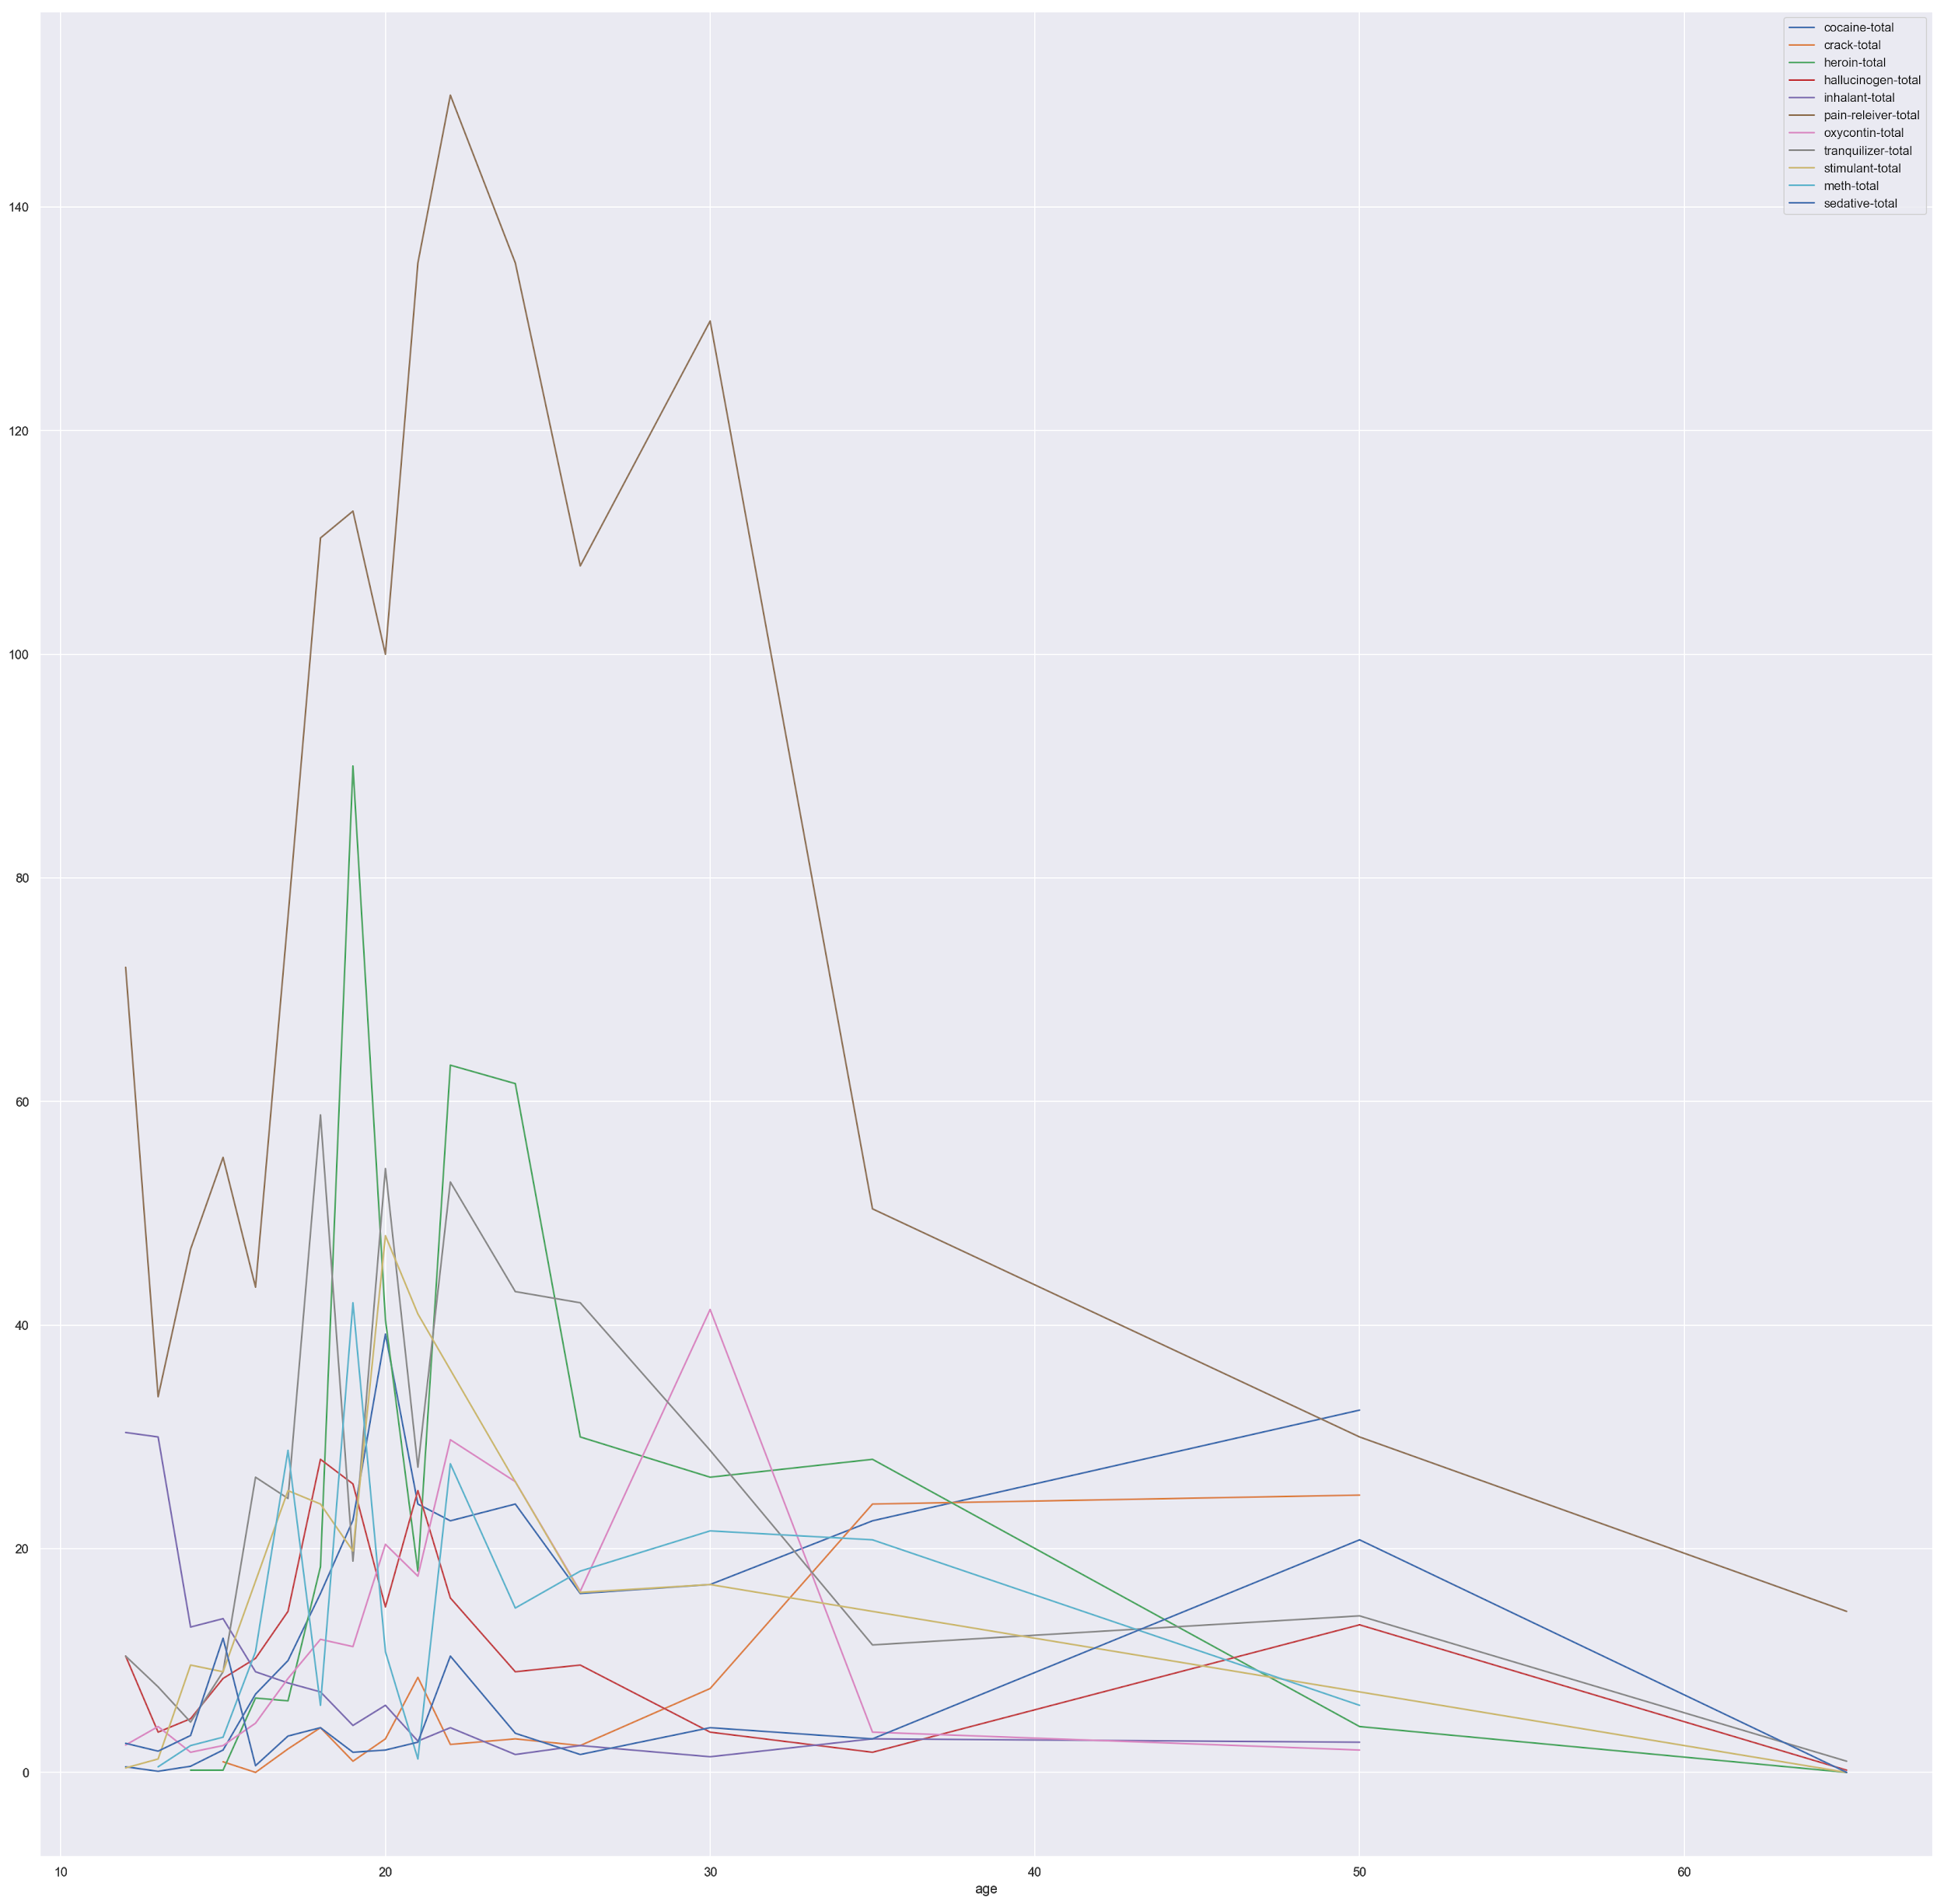 cocaine-total
crack-total
heroin-total
hallucinogen-total
inhalant-total
pain-releiver-total
oxycontin-total
tranquilizer-total
stimulant-total
meth-total
sedative-total
140
120
100
80
60
40
20
0
10 20 30 40 50 60
age